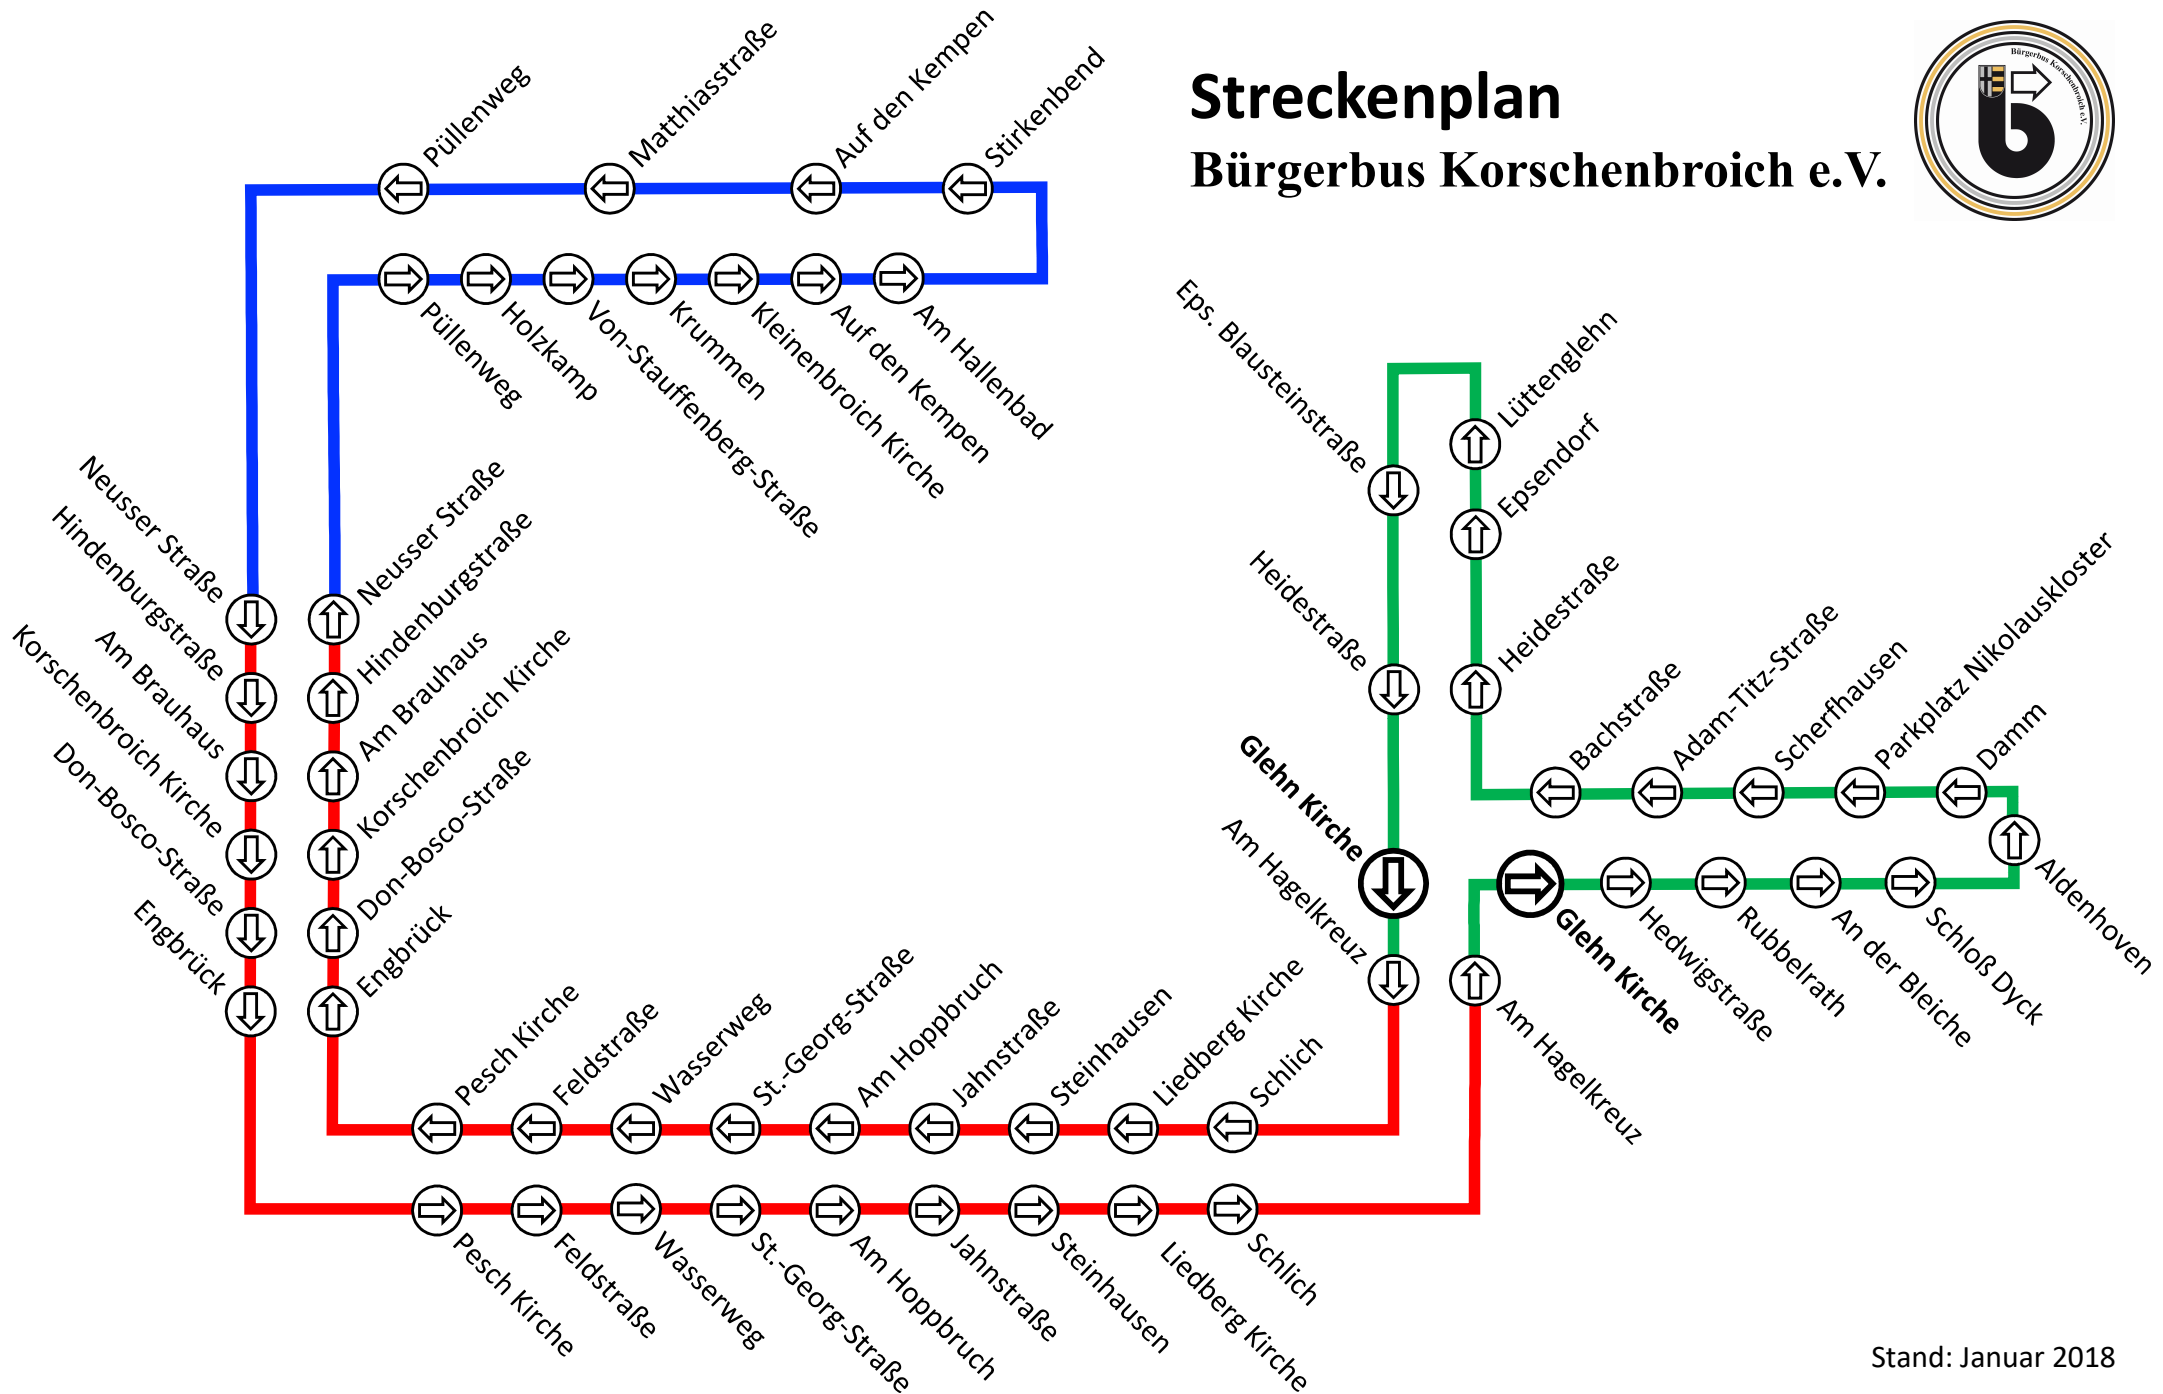 Streckenplan
Bürgerbus Korschenbroich e.V.
Bürgerbus Korschenbroich e.V.
b
Püllenweg
Matthiasstraße
Auf den Kempen
Stirkenbend
Püllenweg
Holzkamp
Von-Stauffenberg-Straße
Krummen
Kleinenbroich Kirche
Auf den Kempen
Am Hallenbad
Neusser Straße
Hindenburgstraße
Am Brauhaus
Korschenbroich Kirche
Don-Bosco-Straße
Engbrück
Neusser Straße
Hindenburgstraße
Am Brauhaus
Korschenbroich Kirche
Don-Bosco-Straße
Engbrück
Eps. Blausteinstraße
Heidestraße
Glehn Kirche
Am Hagelkreuz
Lüttenglehn
Epsendorf
Heidestraße
Bachstraße
Adam-Titz-Straße
Scherfhausen
Parkplatz Nikolauskloster
Damm
Aldenhoven
Glehn Kirche
Hedwigstraße
Rubbelrath
An der Bleiche
Schloß Dyck
Am Hagelkreuz
Pesch Kirche
Feldstraße
Wasserweg
St.-Georg-Straße
Am Hoppbruch
Jahnstraße
Steinhausen
Liedberg Kirche
Schlich
Pesch Kirche
Feldstraße
Wasserweg
St.-Georg-Straße
Am Hoppbruch
Jahnstraße
Steinhausen
Liedberg Kirche
Schlich
Stand: Januar 2018